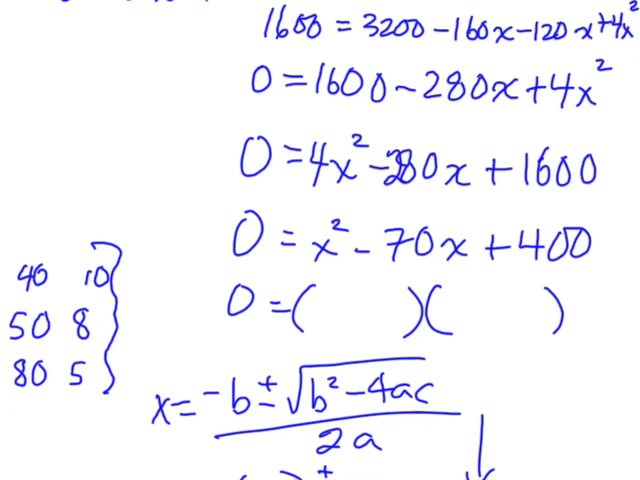 1600 = 3200 - 160x - 120x + 4x²
0 = 1600 - 280x + 4x²
0 = 4x² - 280x + 1600
0 = x² - 70x + 400
0 = ( )( )
40 10
50 8
80 5
x = -b ± √b² - 4ac
2a